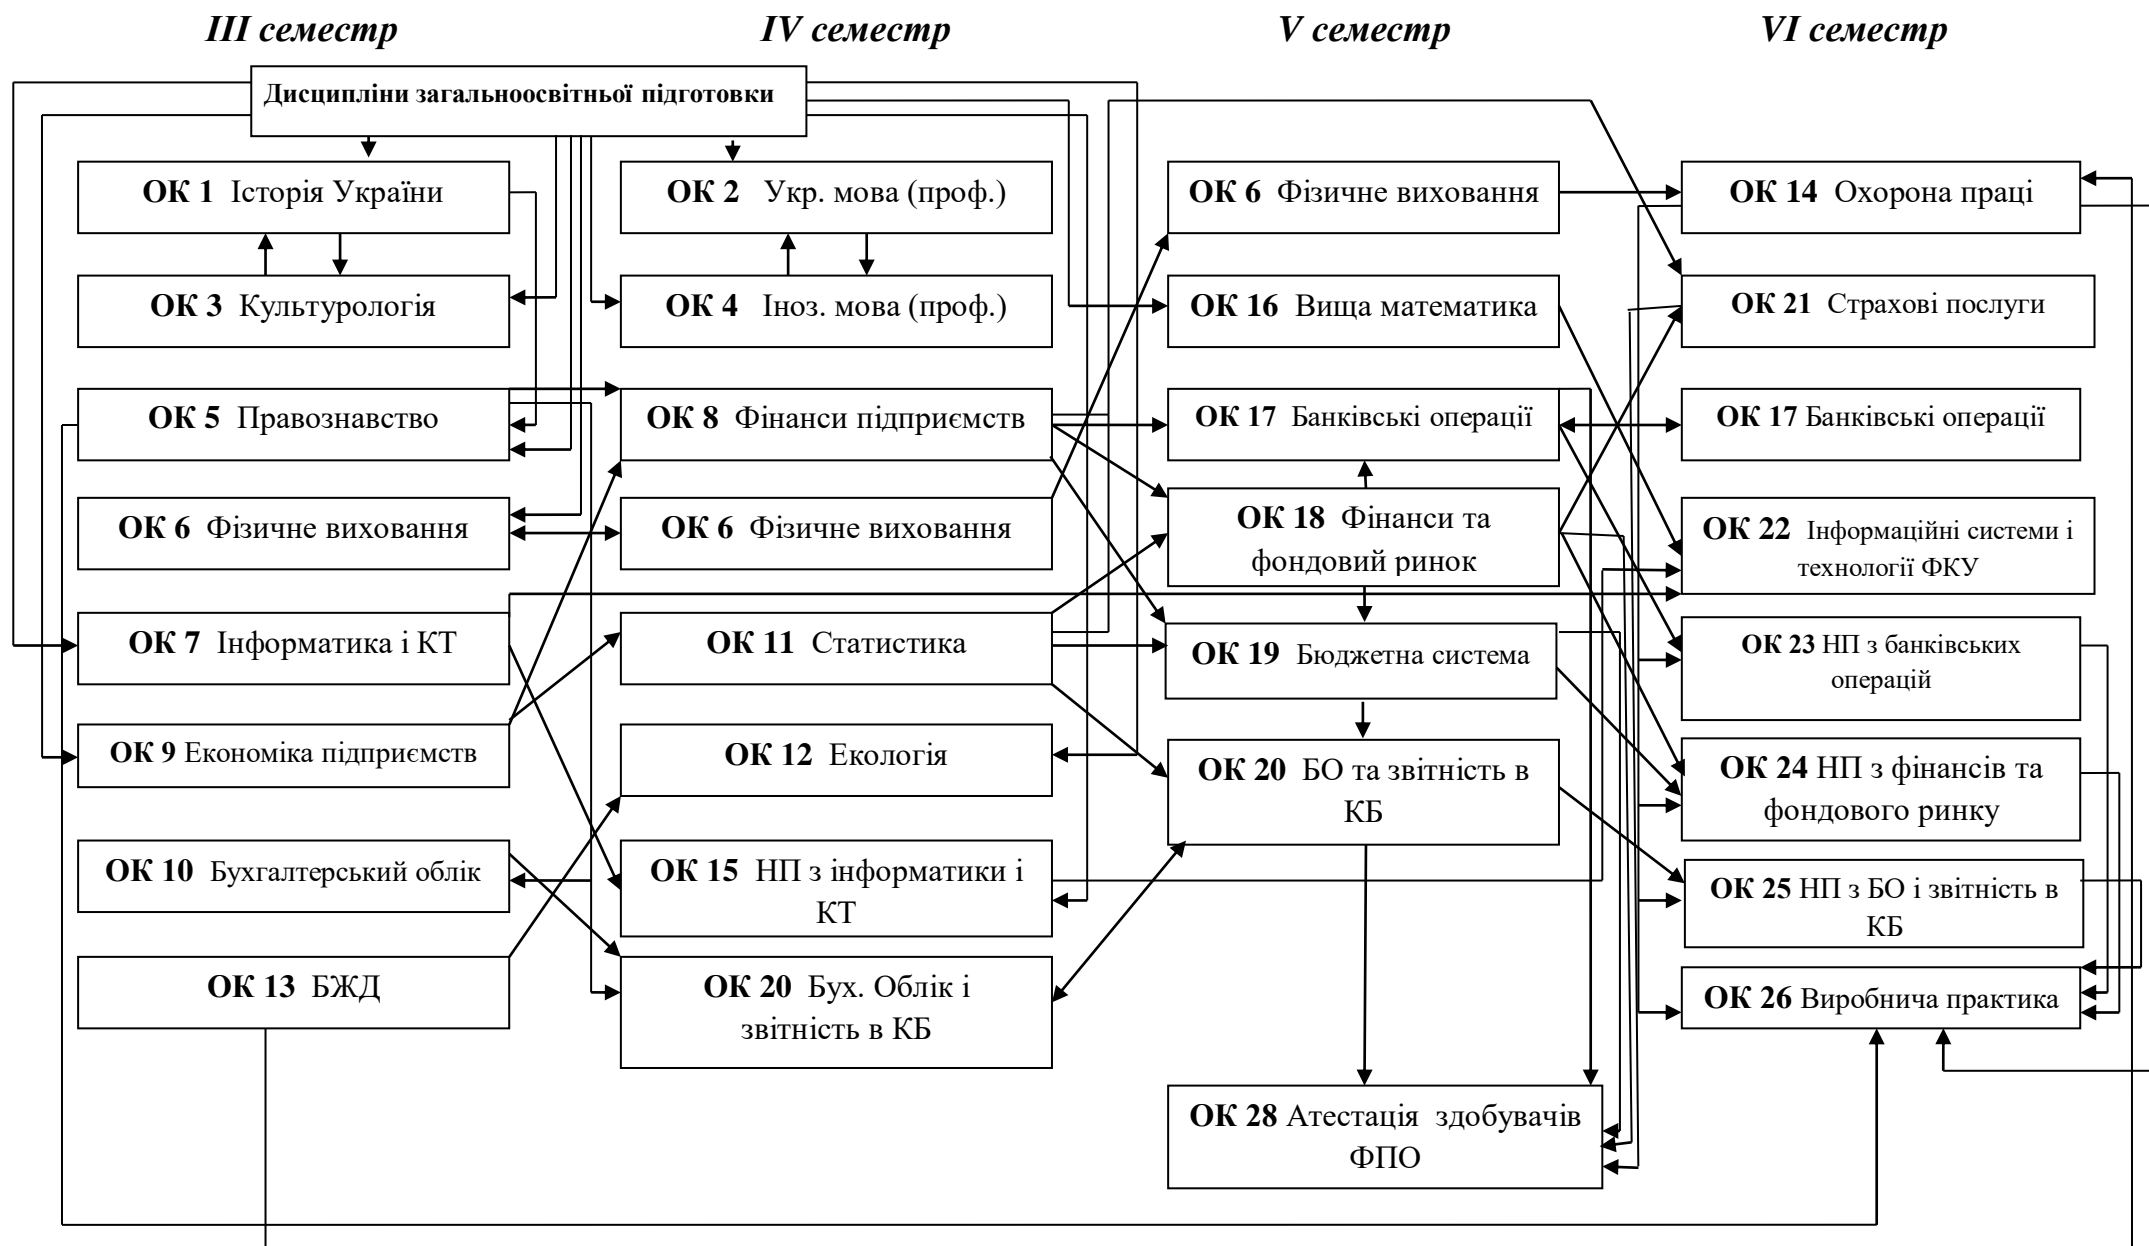 III семестр
IV семестр
V семестр
VI семестр
Дисципліни загальноосвітньої підготовки
ОК 1 Історія України
ОК 2 Укр. мова (проф.)
ОК 6 Фізичне виховання
ОК 14 Охорона праці
ОК 3 Культурологія
ОК 4 Іноз. мова (проф.)
ОК 16 Вища математика
ОК 21 Страхові послуги
ОК 5 Правознавство
ОК 8 Фінанси підприємств
ОК 17 Банківські операції
ОК 17 Банківські операції
ОК 6 Фізичне виховання
ОК 6 Фізичне виховання
ОК 18 Фінанси та
фондовий ринок
ОК 22 Інформаційні системи і
технології ФКУ
ОК 7 Інформатика і КТ
ОК 11 Статистика
ОК 19 Бюджетна система
ОК 23 НП з банківських
операцій
ОК 9 Економіка підприємств
ОК 12 Екологія
ОК 20 БО та звітність в
КБ
ОК 24 НП з фінансів та
фондового ринку
ОК 10 Бухгалтерський облік
ОК 15 НП з інформатики і
КТ
ОК 25 НП з БО і звітність в
КБ
ОК 13 БЖД
ОК 20 Бух. Облік і
звітність в КБ
ОК 26 Виробнича практика
ОК 28 Атестація здобувачів
ФПО